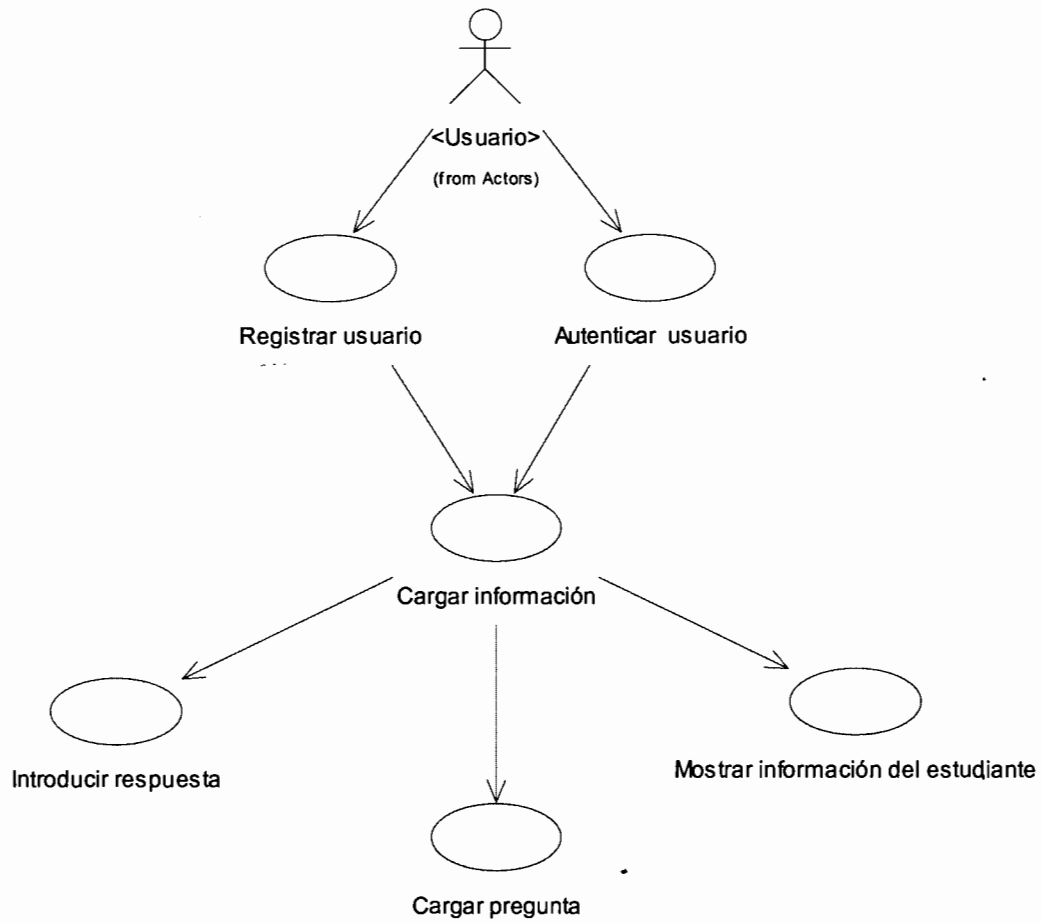 <Usuario>
(from Actors)
Registrar usuario
Autenticar usuario
Cargar información
Introducir respuesta
Mostrar información del estudiante
Cargar pregunta